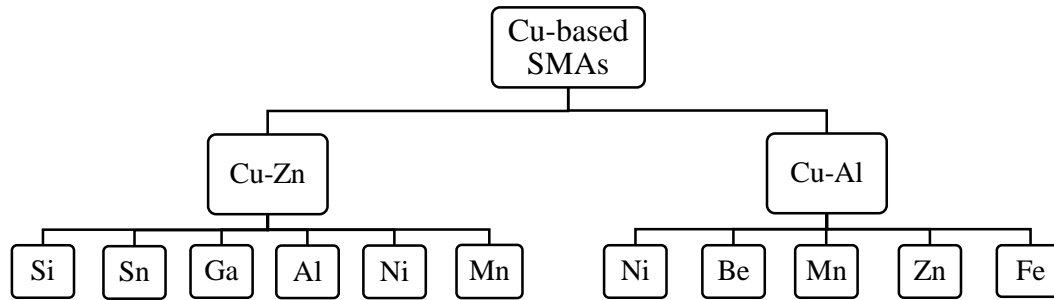 Cu-based
SMAs
Cu-Zn
Cu-Al
Si
Sn
Ga
Al
Ni
Mn
Ni
Be
Mn
Zn
Fe